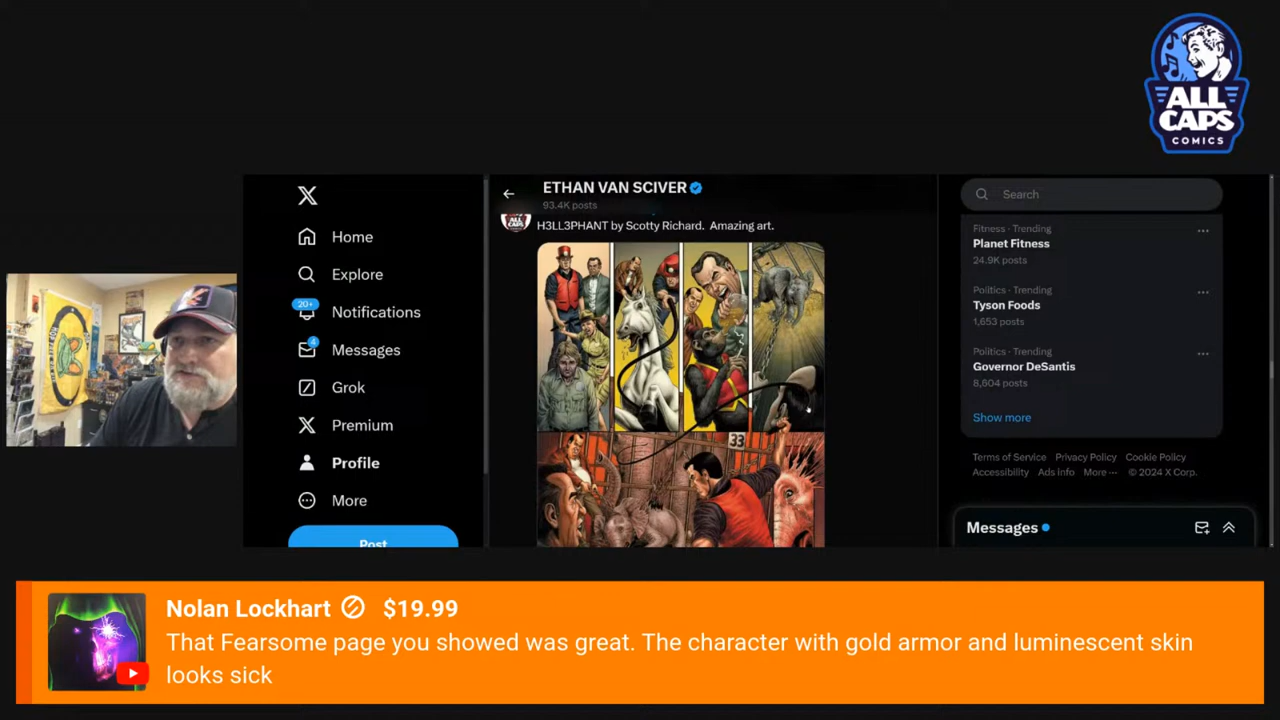 ALL
CAPS
COMICS
X
Home
Explore
20+
Notifications
4
Messages
Grok
Premium
Profile
More
Post
ETHAN VAN SCIVER
93.4K posts
ALL
CAPS
H3LL3PHANT by Scotty Richard. Amazing art.
33
Search
Fitness · Trending
Planet Fitness
24.9K posts
Politics · Trending
Tyson Foods
1,653 posts
Politics · Trending
Governor DeSantis
8,604 posts
Show more
Terms of Service Privacy Policy Cookie Policy
Accessibility Ads info More ··· © 2024 X Corp.
Messages
Nolan Lockhart $19.99
That Fearsome page you showed was great. The character with gold armor and luminescent skin
looks sick